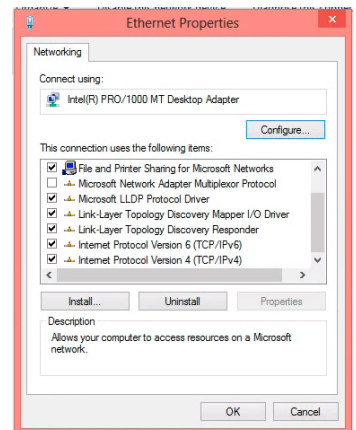 Ethernet Properties
Networking
Connect using:
Intel(R) PRO/1000 MT Desktop Adapter
Configure...
This connection uses the following items:
File and Printer Sharing for Microsoft Networks
Microsoft Network Adapter Multiplexor Protocol
Microsoft LLDP Protocol Driver
Link-Layer Topology Discovery Mapper I/O Driver
Link-Layer Topology Discovery Responder
Internet Protocol Version 6 (TCP/IPv6)
Internet Protocol Version 4 (TCP/IPv4)
Install...
Uninstall
Properties
Description
Allows your computer to access resources on a Microsoft
network.
OK
Cancel